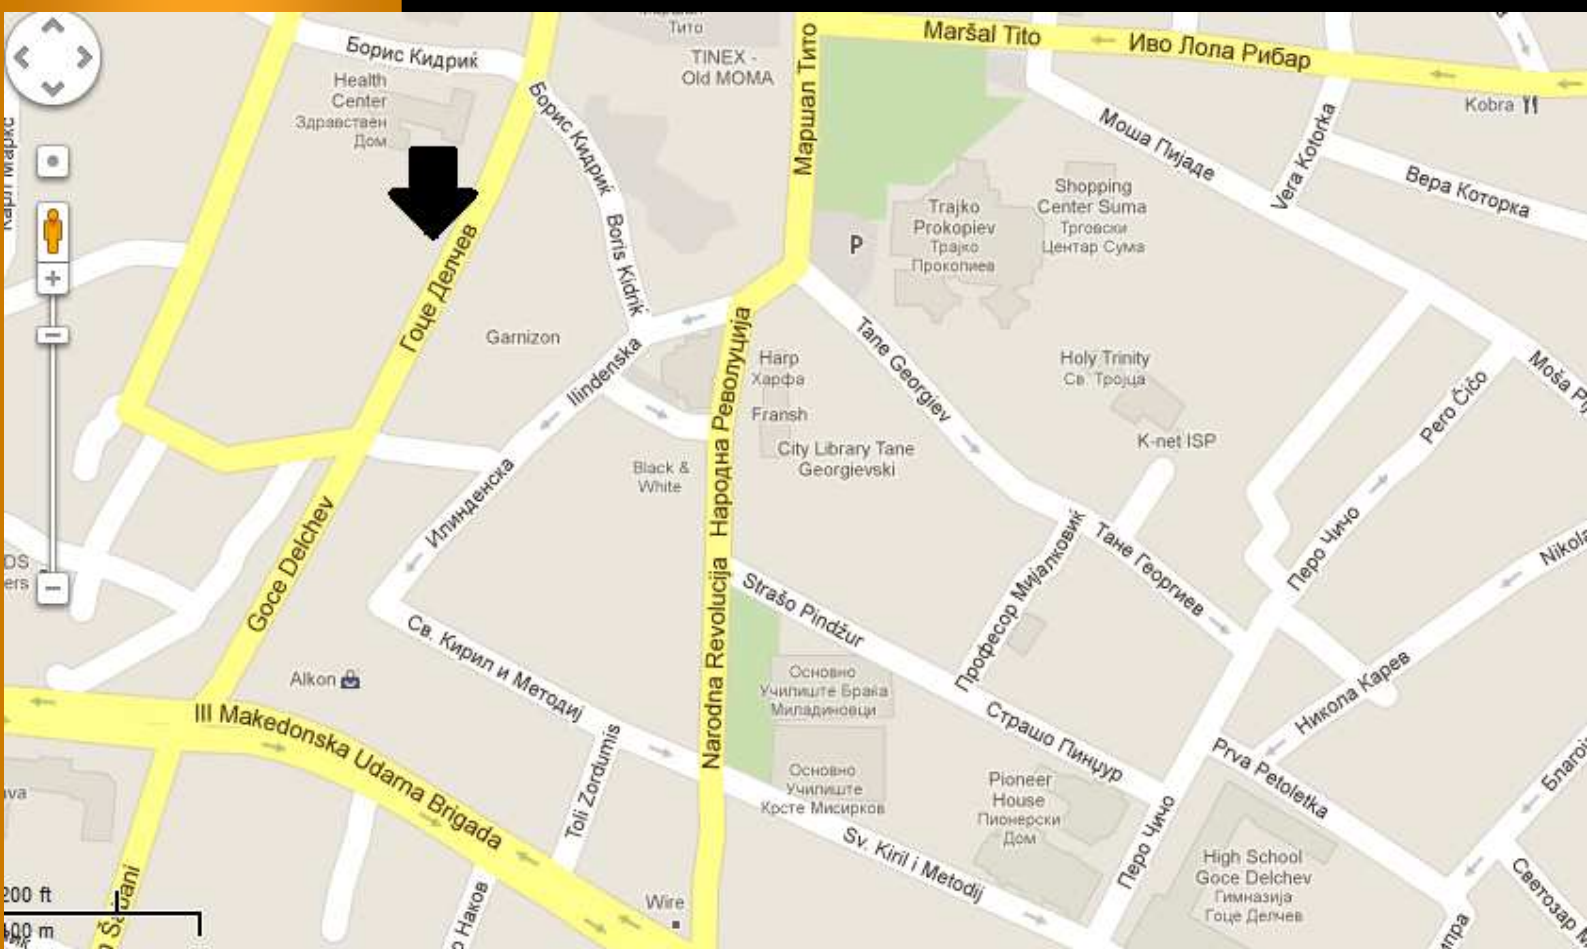 Тито
TINEX -
Old MOMA
Maršal Tito
Иво Лола Рибар
Маршал Тито
Борис Кидрик
Health
Center
Здравствен
Дом
Kobra
Борис Кидрик
Boris Kidrik
Карл Маркс
Моша Пијаде
Vera Kotorka
Вера Которка
Trajko
Prokopiev
Трајко
Прокопиев
Shopping
Center Suma
Трговски
Центар Сума
P
Гоце Делчев
Garnizon
Ilindenska
Народна Револуција
Harp
Харфа
Fransh
City Library Tane
Georgievski
Tane Georgiev
Holy Trinity
Св. Тројца
K-net ISP
Pero Čičo
Black &
White
Илинденска
Goce Delchev
Тане Георгиев
Професор Мијалковиќ
Перо Чичо
Strašo Pindžur
Narodna Revolucija
Св. Кирил и Методиј
Alkon
Основно
Училиште Браќа
Миладиновци
Страшо Пинџур
Никола Карев
Prva Petoletka
III Makedonska Udarna Brigada
Toli Zordumis
Основно
Училиште
Крсте Мисирков
Pioneer
House
Пионерски
Дом
Перо Чичо
Sv. Kiril i Metodij
High School
Goce Delchev
Гимназија
Гоце Делчев
Wire
200 ft